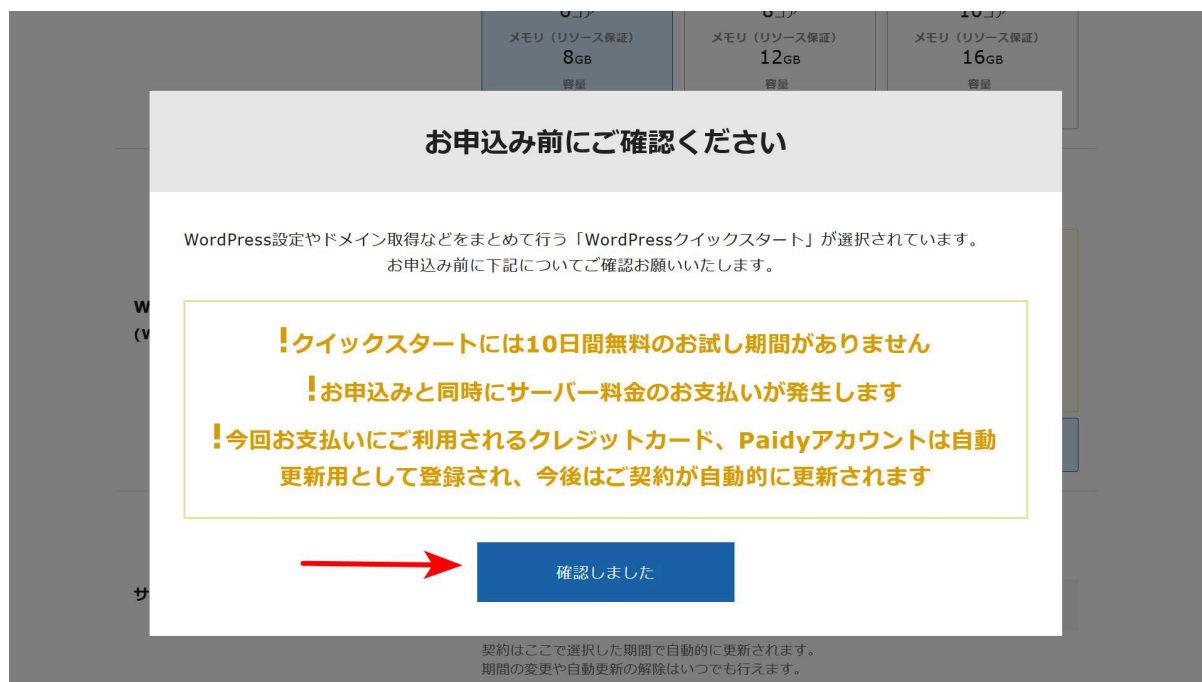 6コア
8コア
10コア
メモリ（リソース保証）
メモリ（リソース保証）
メモリ（リソース保証）
8GB
12GB
16GB
容量
容量
容量
お申込み前にご確認ください
WordPress設定やドメイン取得などをまとめて行う「WordPressクイックスタート」が選択されています。
お申込み前に下記についてご確認お願いいたします。
!クイックスタートには10日間無料のお試し期間がありません
!お申込みと同時にサーバー料金のお支払いが発生します
!今回お支払いにご利用されるクレジットカード、Paidyアカウントは自動
更新用として登録され、今後はご契約が自動的に更新されます
W
(W
確認しました
サ
契約はここで選択した期間で自動的に更新されます。
期間の変更や自動更新の解除はいつでも行えます。